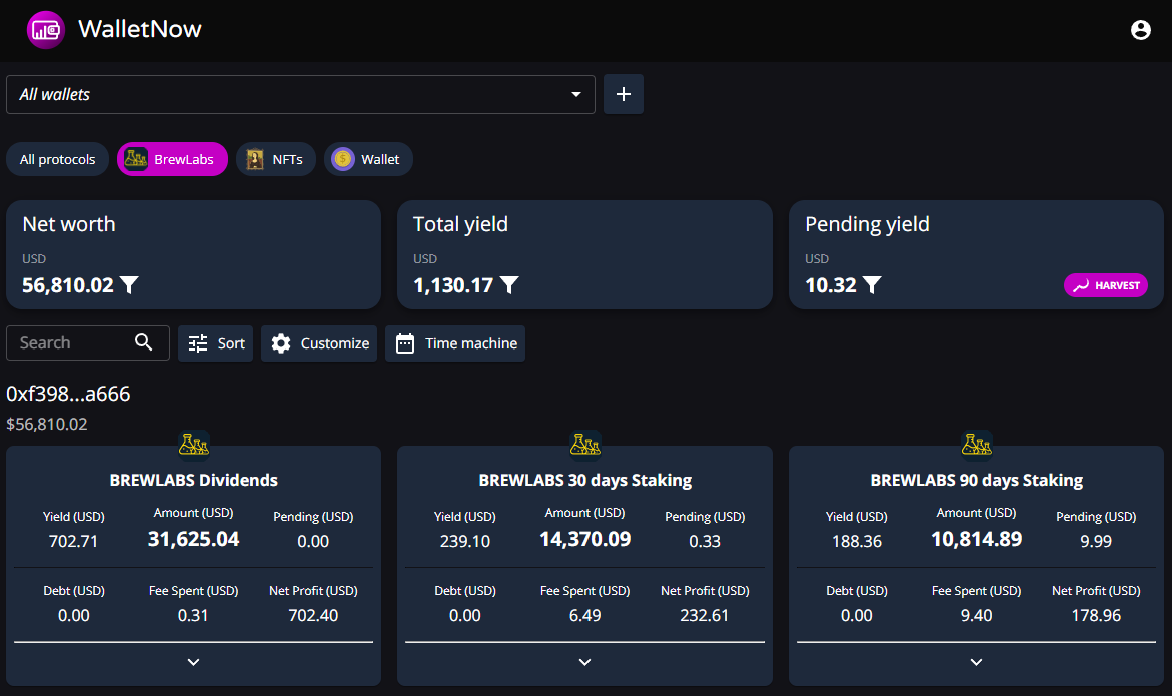 WalletNow
All wallets
All protocols BrewLabs NFTs Wallet
Net worth Total yield Pending yield
USD USD USD
56,810.02 1,130.17 10.32 HARVEST
Search Sort Customize Time machine
0xf398...a666
$56,810.02
BREWLABS Dividends BREWLABS 30 days Staking BREWLABS 90 days Staking
Yield (USD) Amount (USD) Pending (USD) Yield (USD) Amount (USD) Pending (USD) Yield (USD) Amount (USD) Pending (USD)
702.71 31,625.04 0.00 239.10 14,370.09 0.33 188.36 10,814.89 9.99
Debt (USD) Fee Spent (USD) Net Profit (USD) Debt (USD) Fee Spent (USD) Net Profit (USD) Debt (USD) Fee Spent (USD) Net Profit (USD)
0.00 0.31 702.40 0.00 6.49 232.61 0.00 9.40 178.96